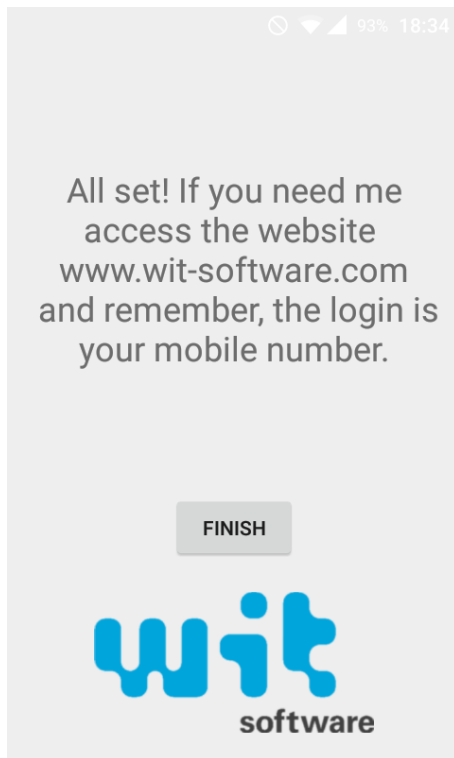 93% 18:34
All set! If you need me
access the website
www.wit-software.com
and remember, the login is
your mobile number.
FINISH
wit
software